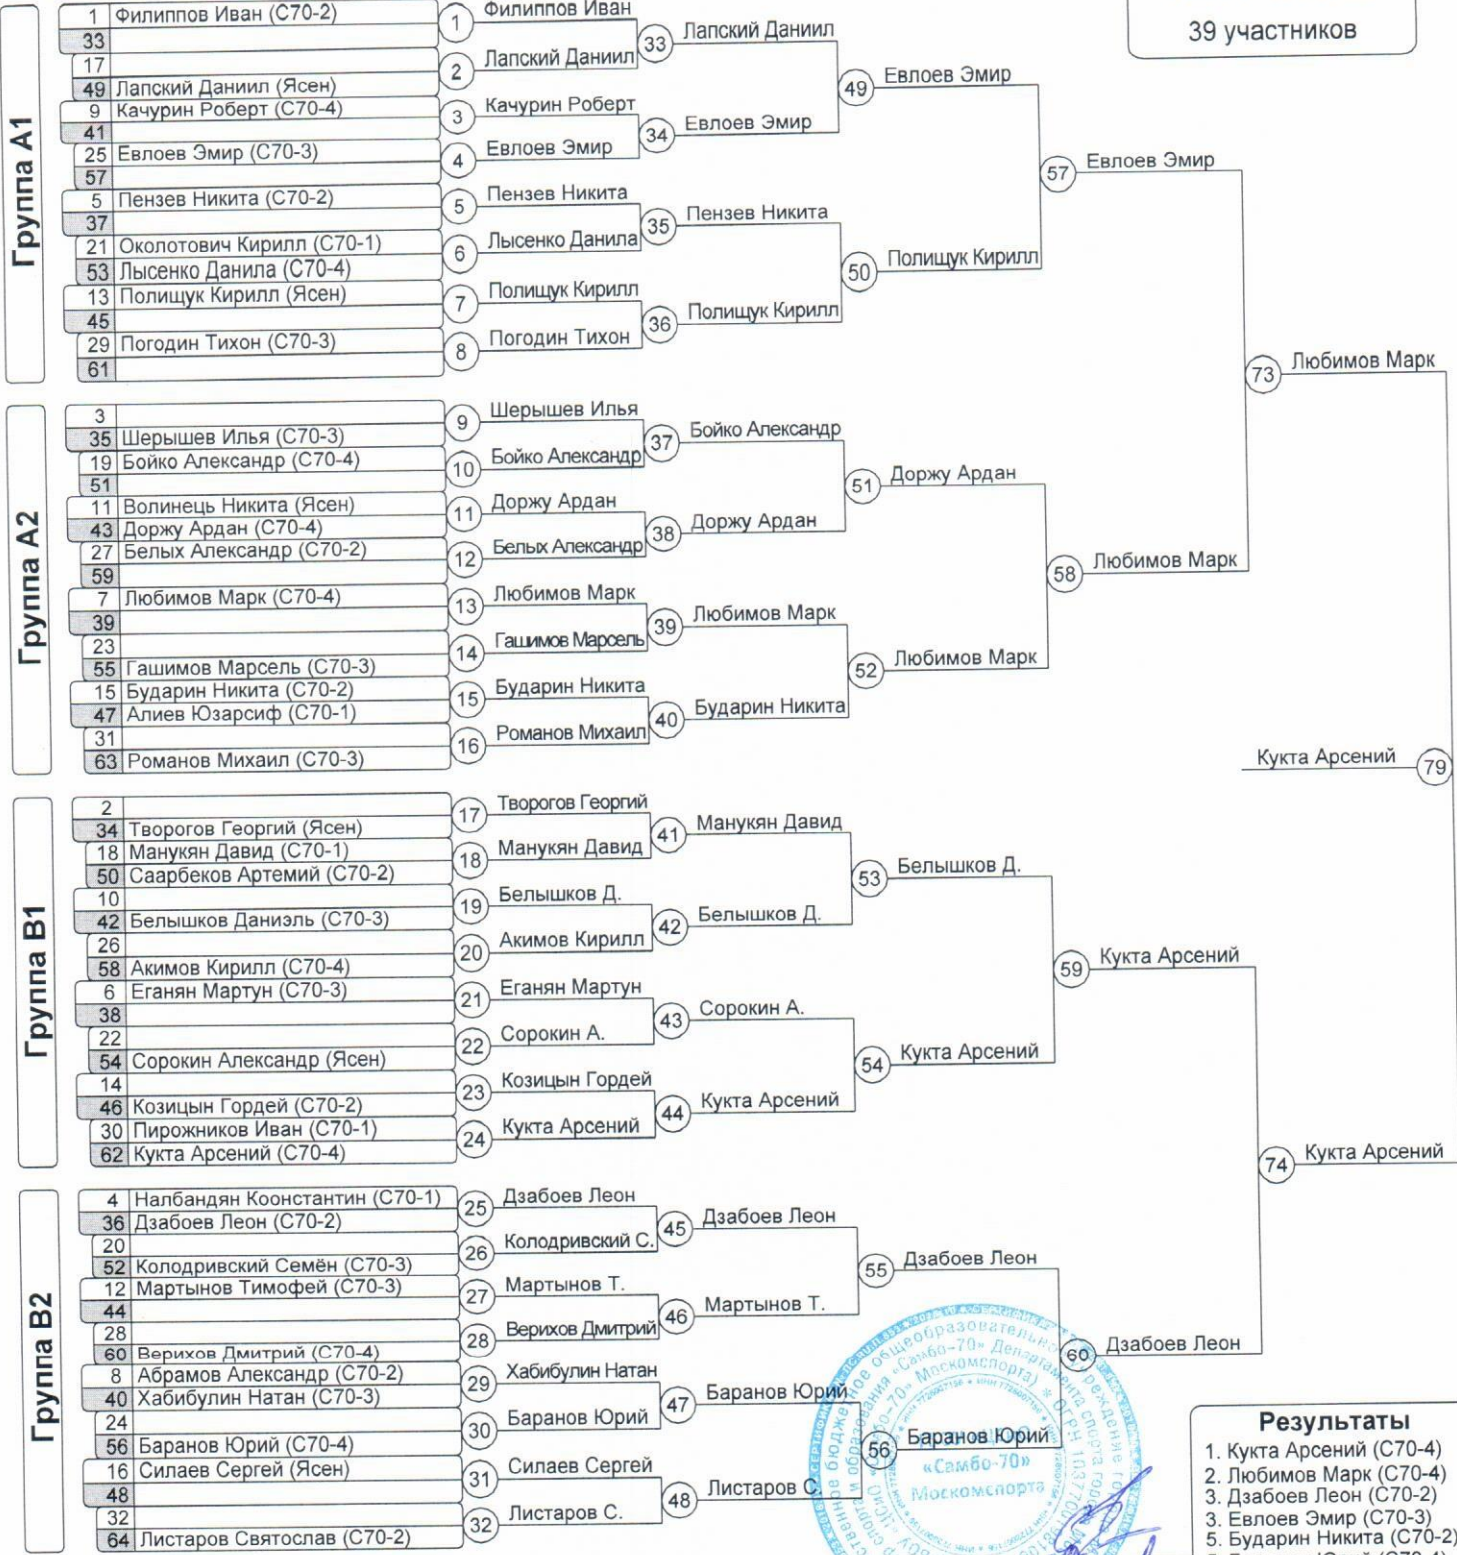 39 участников
Группа A1
1 Филиппов Иван (С70-2)
33
17
49 Лапский Даниил (Ясен)
9 Качурин Роберт (С70-4)
41
25 Евлоев Эмир (С70-3)
57
5 Пензев Никита (С70-2)
37
21 Околотович Кирилл (С70-1)
53 Лысенко Данила (С70-4)
13 Полищук Кирилл (Ясен)
45
29 Погодин Тихон (С70-3)
61
1 Филиппов Иван
2 Лапский Даниил
3 Качурин Роберт
4 Евлоев Эмир
5 Пензев Никита
6 Лысенко Данила
7 Полищук Кирилл
8 Погодин Тихон
33 Лапский Даниил
34 Евлоев Эмир
35 Пензев Никита
36 Полищук Кирилл
49 Евлоев Эмир
50 Полищук Кирилл
57 Евлоев Эмир
Группа A2
3
35 Шерышев Илья (С70-3)
19 Бойко Александр (С70-4)
51
11 Волинець Никита (Ясен)
43 Доржу Ардан (С70-4)
27 Белых Александр (С70-2)
59
7 Любимов Марк (С70-4)
39
23
55 Гашимов Марсель (С70-3)
15 Бударин Никита (С70-2)
47 Алиев Юзарсиф (С70-1)
31
63 Романов Михаил (С70-3)
9 Шерышев Илья
10 Бойко Александр
11 Доржу Ардан
12 Белых Александр
13 Любимов Марк
14 Гашимов Марсель
15 Бударин Никита
16 Романов Михаил
37 Бойко Александр
38 Доржу Ардан
39 Любимов Марк
40 Бударин Никита
51 Доржу Ардан
52 Любимов Марк
58 Любимов Марк
73 Любимов Марк
Кукта Арсений 79
Группа B1
2
34 Творогов Георгий (Ясен)
18 Манукян Давид (С70-1)
50 Саарбеков Артемий (С70-2)
10
42 Белышков Даниэль (С70-3)
26
58 Акимов Кирилл (С70-4)
6 Еганян Мартун (С70-3)
38
22
54 Сорокин Александр (Ясен)
14
46 Козицын Гордей (С70-2)
30 Пирожников Иван (С70-1)
62 Кукта Арсений (С70-4)
17 Творогов Георгий
18 Манукян Давид
19 Белышков Д.
20 Акимов Кирилл
21 Еганян Мартун
22 Сорокин А.
23 Козицын Гордей
24 Кукта Арсений
41 Манукян Давид
42 Белышков Д.
43 Сорокин А.
44 Кукта Арсений
53 Белышков Д.
54 Кукта Арсений
59 Кукта Арсений
74 Кукта Арсений
Группа B2
4 Налбандян Коонстантин (С70-1)
36 Дзабоев Леон (С70-2)
20
52 Колодривский Семён (С70-3)
12 Мартынов Тимофей (С70-3)
44
28
60 Верихов Дмитрий (С70-4)
8 Абрамов Александр (С70-2)
40 Хабибулин Натан (С70-3)
24
56 Баранов Юрий (С70-4)
16 Силаев Сергей (Ясен)
48
32
64 Листаров Святослав (С70-2)
25 Дзабоев Леон
26 Колодривский С.
27 Мартынов Т.
28 Верихов Дмитрий
29 Хабибулин Натан
30 Баранов Юрий
31 Силаев Сергей
32 Листаров С.
45 Дзабоев Леон
46 Мартынов Т.
47 Баранов Юрий
48 Листаров С.
55 Дзабоев Леон
56 Баранов Юрий
60 Дзабоев Леон
«Самбо-70»
Москомспорта
Результаты
1. Кукта Арсений (С70-4)
2. Любимов Марк (С70-4)
3. Дзабоев Леон (С70-2)
3. Евлоев Эмир (С70-3)
5. Бударин Никита (С70-2)